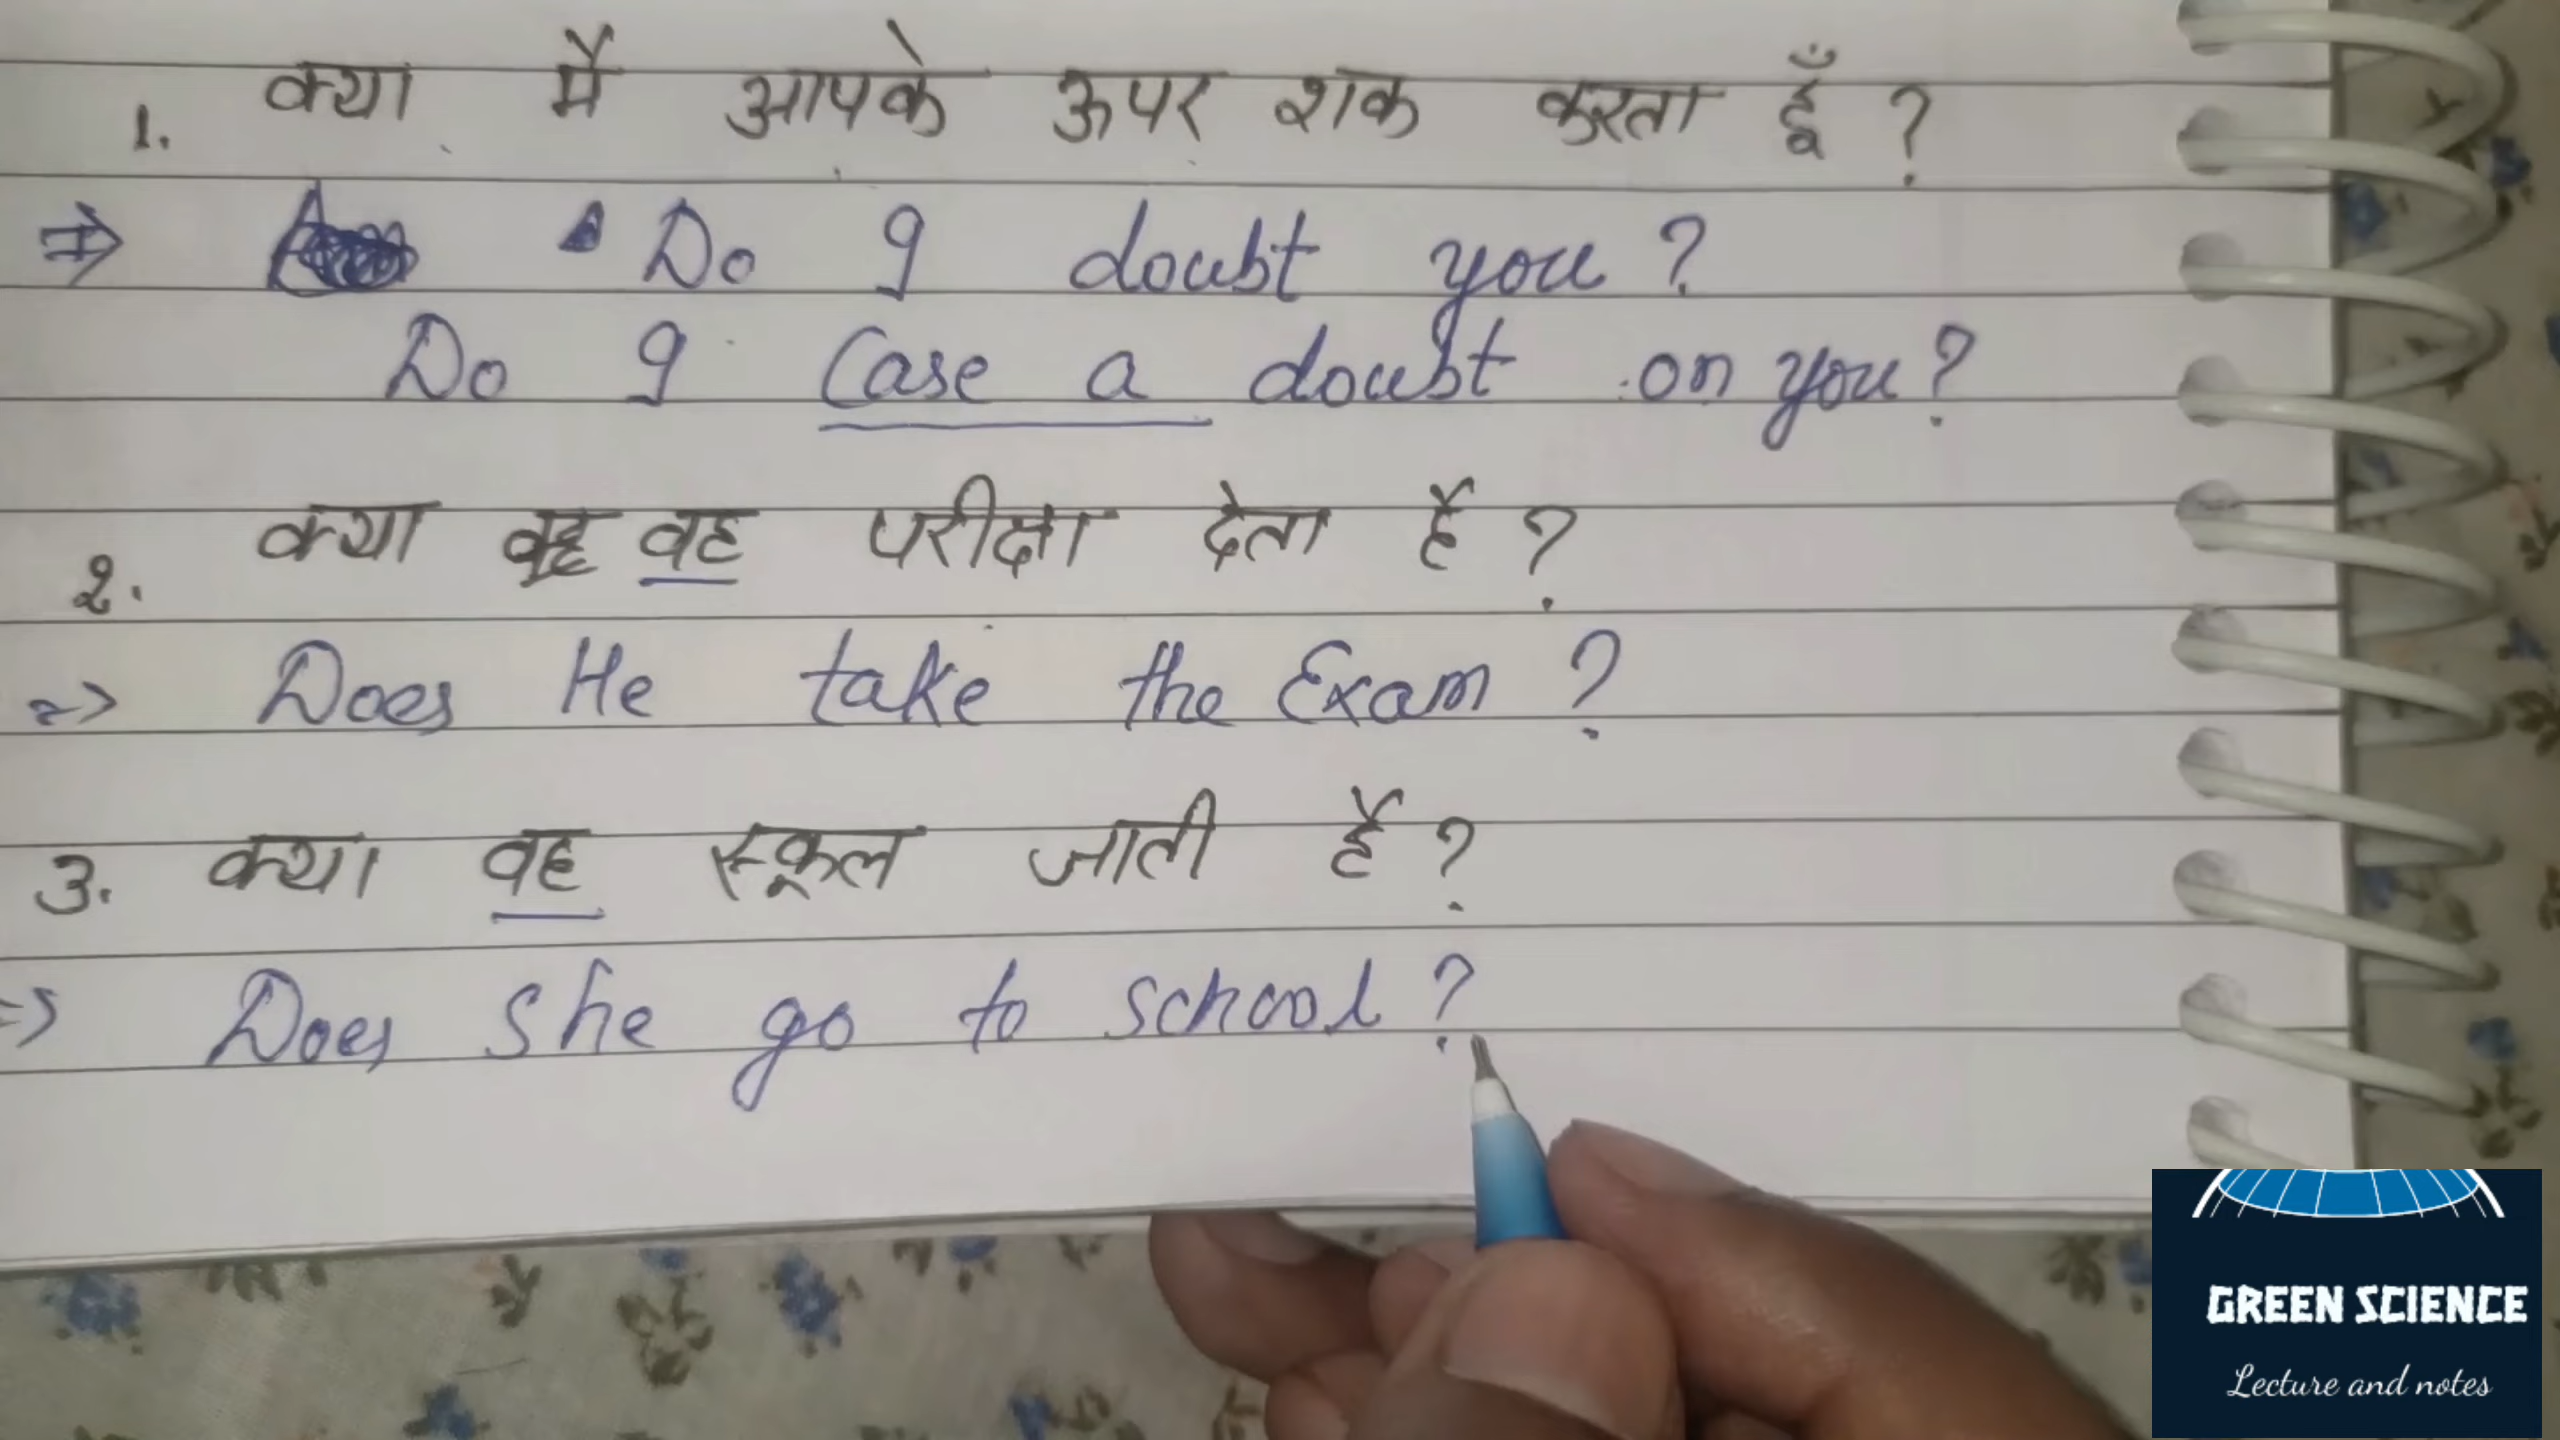 1. क्या मै आपके ऊपर शक करता हूँ ?
⇒ Do I doubt you ?
Do I Case a doubt on you ?
2. क्या वह परीक्षा देता है ?
=> Does He take the Exam ?
3. क्या वह स्कूल जाती है ?
=> Does She go to school ?
GREEN SCIENCE
Lecture and notes